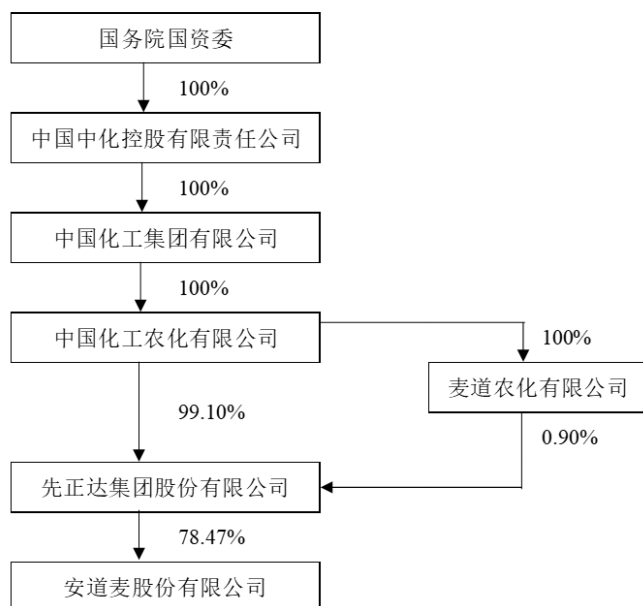 国务院国资委
100%
中国中化控股有限责任公司
100%
中国化工集团有限公司
100%
中国化工农化有限公司
100%
麦道农化有限公司
99.10%
0.90%
先正达集团股份有限公司
78.47%
安道麦股份有限公司